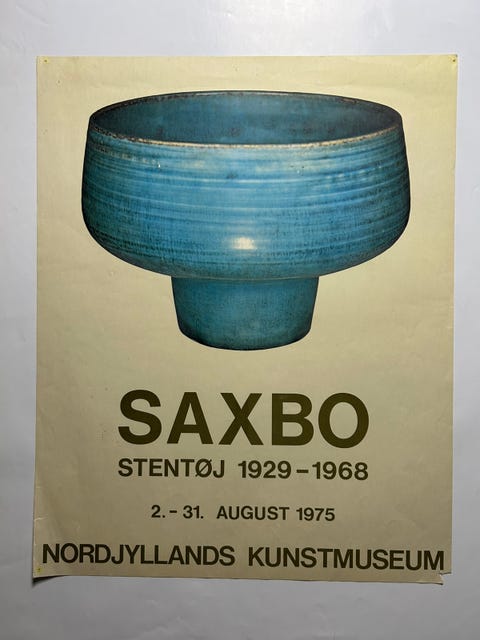 SAXBO
STENTØJ 1929-1968
2.-31. AUGUST 1975
NORDJYLLANDS KUNSTMUSEUM